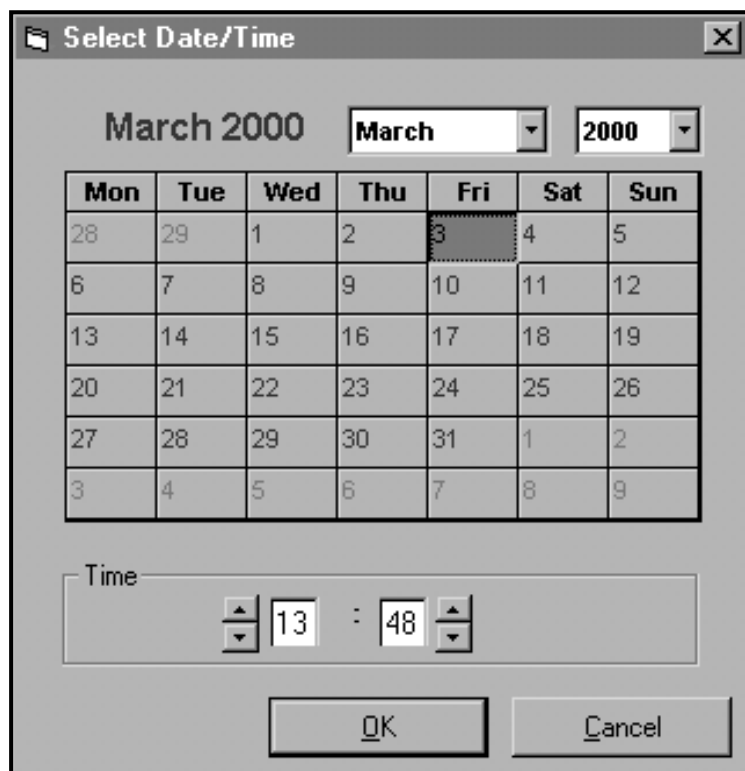 Select Date/Time
March 2000 March 2000
Mon Tue Wed Thu Fri Sat Sun
28 29 1 2 3 4 5
6 7 8 9 10 11 12
13 14 15 16 17 18 19
20 21 22 23 24 25 26
27 28 29 30 31 1 2
3 4 5 6 7 8 9
Time
13 : 48
OK Cancel